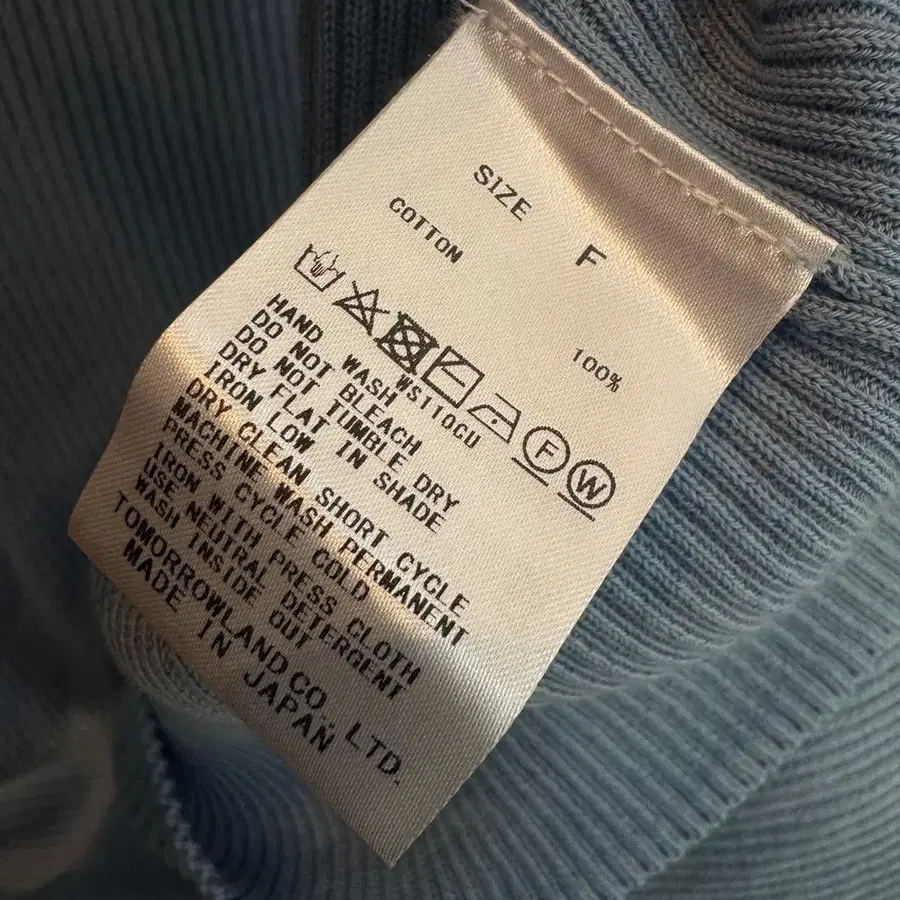 SIZE F
COTTON 100%
F W
WS110CU
HAND WASH
DO NOT BLEACH
DO NOT TUMBLE DRY
DRY FLAT IN SHADE
IRON LOW
DRY CLEAN SHORT CYCLE
MACHINE WASH PERMANENT
PRESS CYCLE COLD
IRON WITH PRESS CLOTH
USE NEUTRAL DETERGENT
WASH INSIDE OUT
TOMORROWLAND CO., LTD.
MADE IN JAPAN